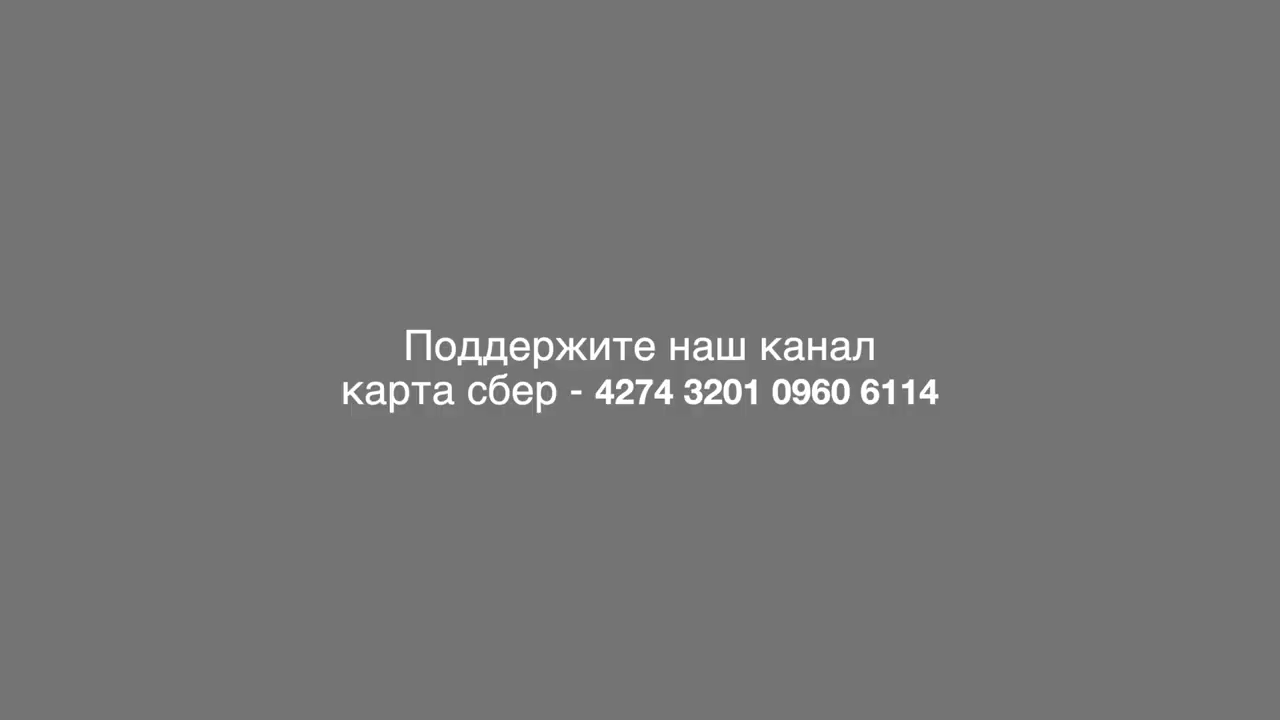 Поддержите наш канал
карта сбер - 4274 3201 0960 6114